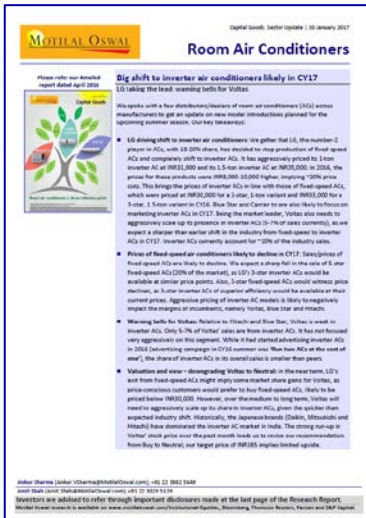 Capital Goods: Sector Update | 30 January 2017
MOTILAL OSWAL
Room Air Conditioners
Please refer our detailed
report dated April 2016
Capital Goods
Big shift to inverter air conditioners likely in CY17
LG taking the lead: warning bells for Voltas
We spoke with a few distributors/dealers of room air conditioners (ACs) across
manufacturers to get an update on new model introductions planned for the
upcoming summer season. Our key takeaways:
LG driving shift to inverter air conditioners: We gather that LG, the number-2
player in ACs, with 18-20% share, has decided to stop production of fixed-speed
ACs and completely shift to inverter ACs. It has aggressively priced its 1-ton
inverter AC at and its 1.5-ton inverter AC at In 2016, the
prices for these products were higher, implying price
cuts. This brings the prices of inverter ACs in line with those of fixed-speed ACs,
which were priced at INR30,000 for a 3-star, 1-ton variant and for a
3-star, 1.5-ton variant in CY16. Blue Star and Carrier are also likely to focus on
marketing inverter ACs in CY17. Being the market leader, Voltas also needs to
aggressively scale up its presence in inverter ACs (5-7% of sales currently), as we
expect a sharper than earlier shift in the industry from fixed-speed to inverter
ACs in CY17. Inverter ACs currently account for ~10% of the industry sales.
Prices of fixed-speed air conditioners likely to decline in CY17: Sales/prices of
fixed-speed ACs are likely to decline. We expect a sharp fall in the sale of 5-star
fixed-speed ACs (20% of the market), as LG's 3-star inverter ACs would be
available at similar price points. Also, 3-star fixed-speed ACs would witness price
declines, as 3-star inverter ACs of superior efficiency would be available at their
current prices. Aggressive pricing of inverter AC models is likely to negatively
impact the margins of incumbents, namely Voltas, Blue Star and Hitachi.
Warning bells for Voltas: Relative to Hitachi and Blue Star, Voltas is weak in
inverter ACs. Only 5-7% of Voltas' sales are from inverter ACs. It has not focused
very aggressively on this segment. While it had started advertising inverter ACs
in 2016 (advertising campaign in CY16 summer was 'Run two ACs at the cost of
one'), the share of inverter ACs in its overall sales is smaller than peers.
Valuation and view – downgrading Voltas to Neutral: In the near term, LG's
exit from fixed-speed ACs might imply some market share gains for Voltas, as
price-conscious customers would prefer to buy fixed-speed ACs, likely to be
priced below INR30,000. However, over the medium to long term, Voltas will
need to aggressively scale up its share in inverter ACs, given the quicker than
expected industry shift. Historically, the Japanese brands (Daikin, Mitsubishi and
Hitachi) have dominated the inverter AC market in India. The strong run-up in
Voltas' stock price over the past month leads us to revise our recommendation
from Buy to Neutral; our target price of implies limited upside.
Ankur Sharma (Ankur.VSharma@MotilalOswal.com); +91 22 3982 5449
Amit Shah (Amit.Shah@MotilalOswal.com); +91 22 3029 5126
Investors are advised to refer through important disclosures made at the last page of the Research Report.
Motilal Oswal research is available on www.motilaloswal.com/Institutional-Equities, Bloomberg, Thomson Reuters, Factset and S&P Capital.